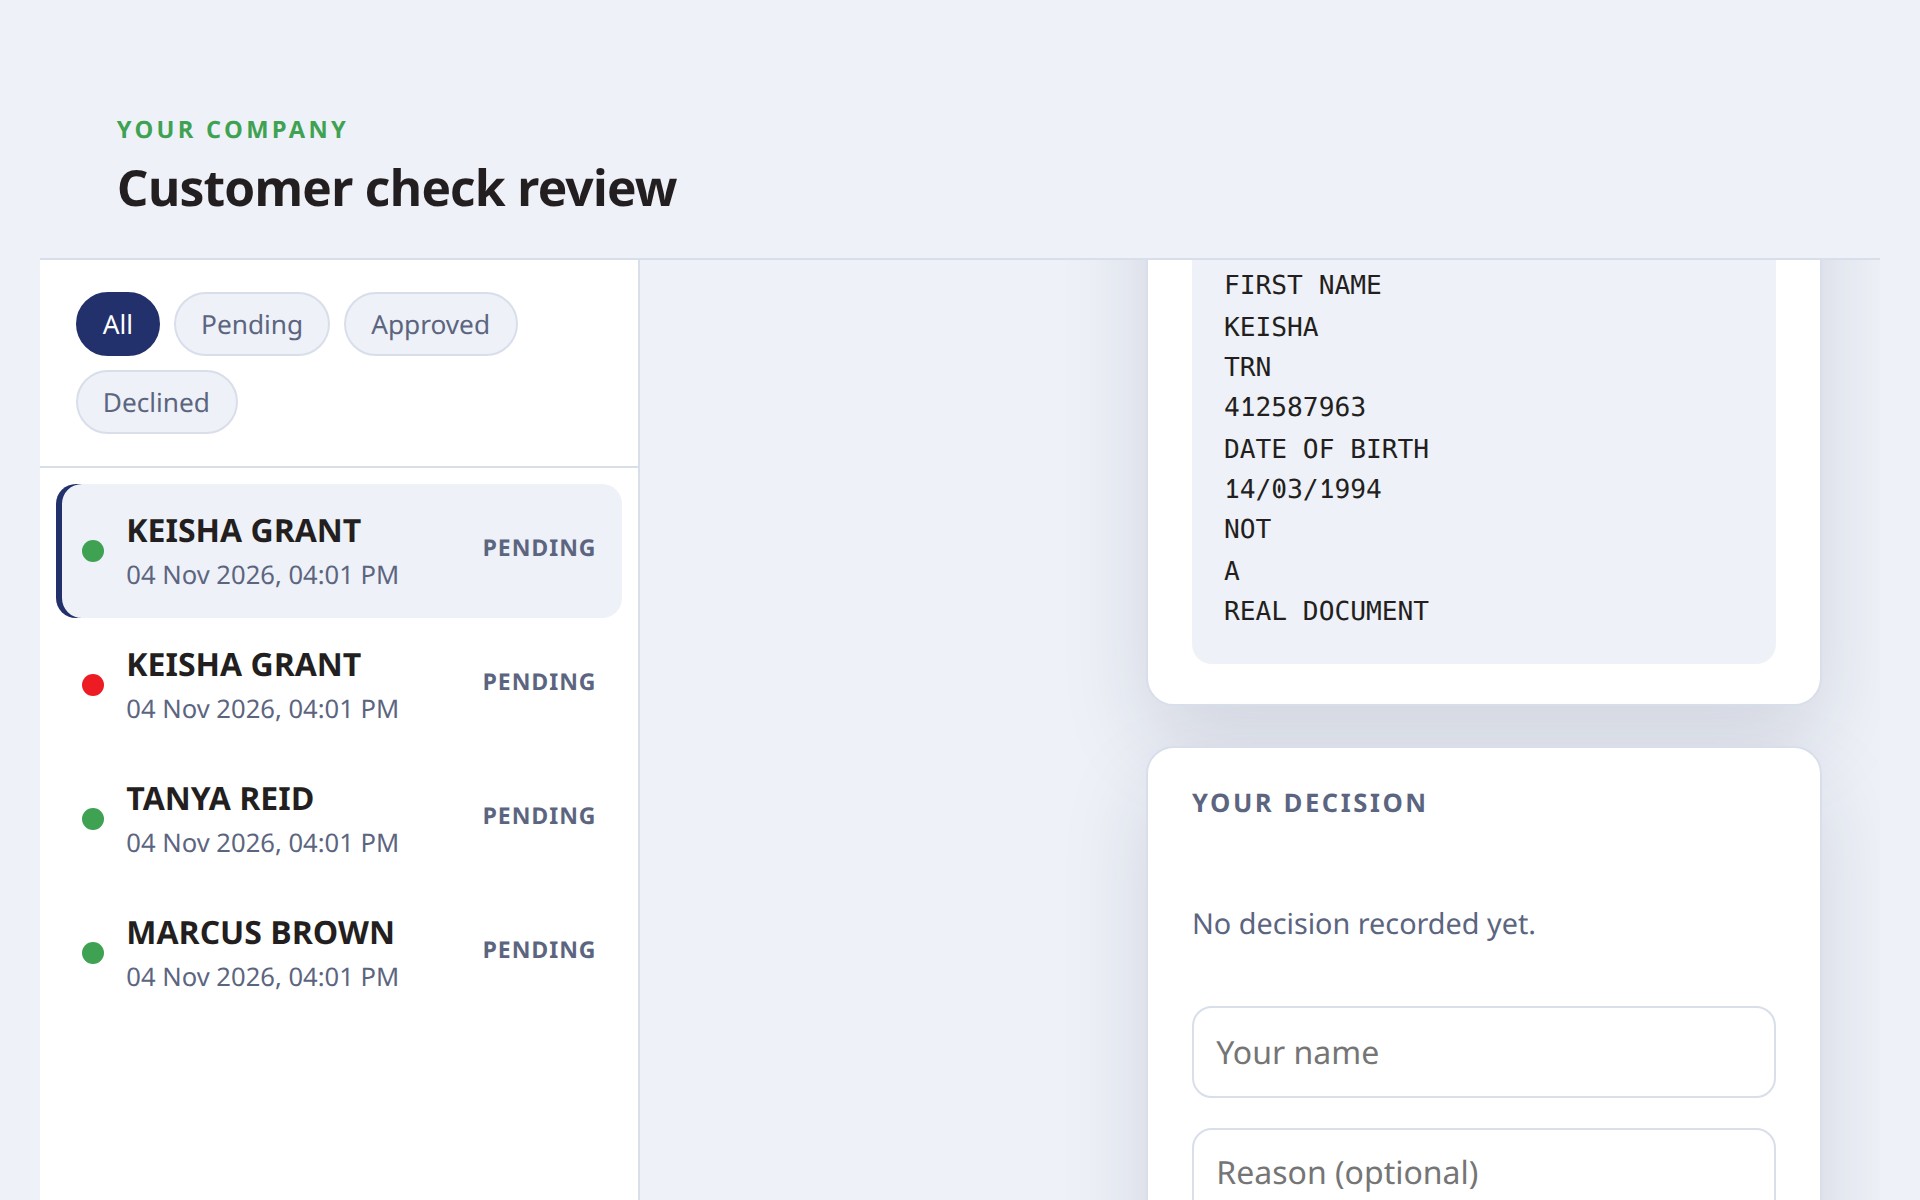 YOUR COMPANY
Customer check review
All
Pending
Approved
Declined
KEISHA GRANT
04 Nov 2026, 04:01 PM
PENDING
KEISHA GRANT
04 Nov 2026, 04:01 PM
PENDING
TANYA REID
04 Nov 2026, 04:01 PM
PENDING
MARCUS BROWN
04 Nov 2026, 04:01 PM
PENDING
FIRST NAME
KEISHA
TRN
412587963
DATE OF BIRTH
14/03/1994
NOT
A
REAL DOCUMENT
YOUR DECISION
No decision recorded yet.
Your name
Reason (optional)